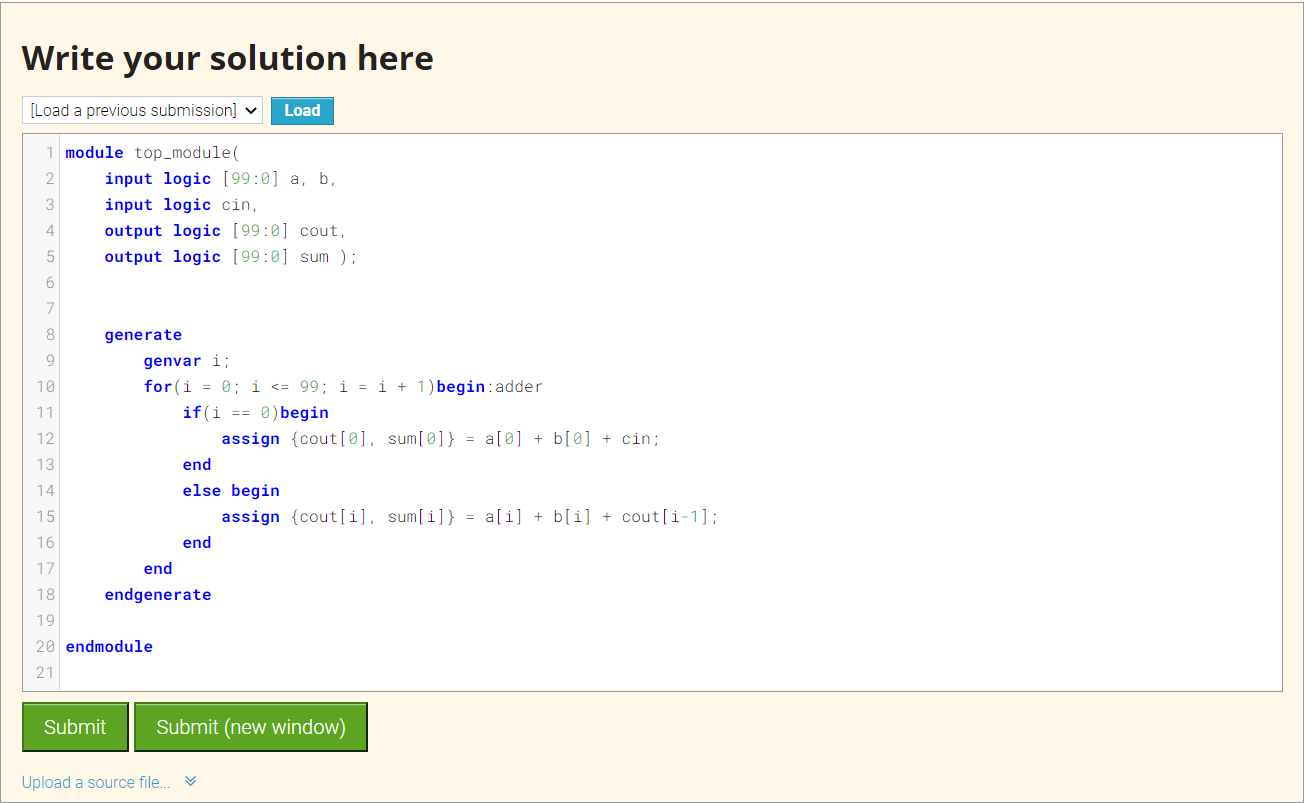 Write your solution here
[Load a previous submission] Load
1 module top_module(
2     input logic [99:0] a, b,
3     input logic cin,
4     output logic [99:0] cout,
5     output logic [99:0] sum );
6
7
8     generate
9         genvar i;
10         for(i = 0; i <= 99; i = i + 1)begin:adder
11             if(i == 0)begin
12                 assign {cout[0], sum[0]} = a[0] + b[0] + cin;
13             end
14             else begin
15                 assign {cout[i], sum[i]} = a[i] + b[i] + cout[i-1];
16             end
17         end
18     endgenerate
19
20 endmodule
21
Submit Submit (new window)
Upload a source file...